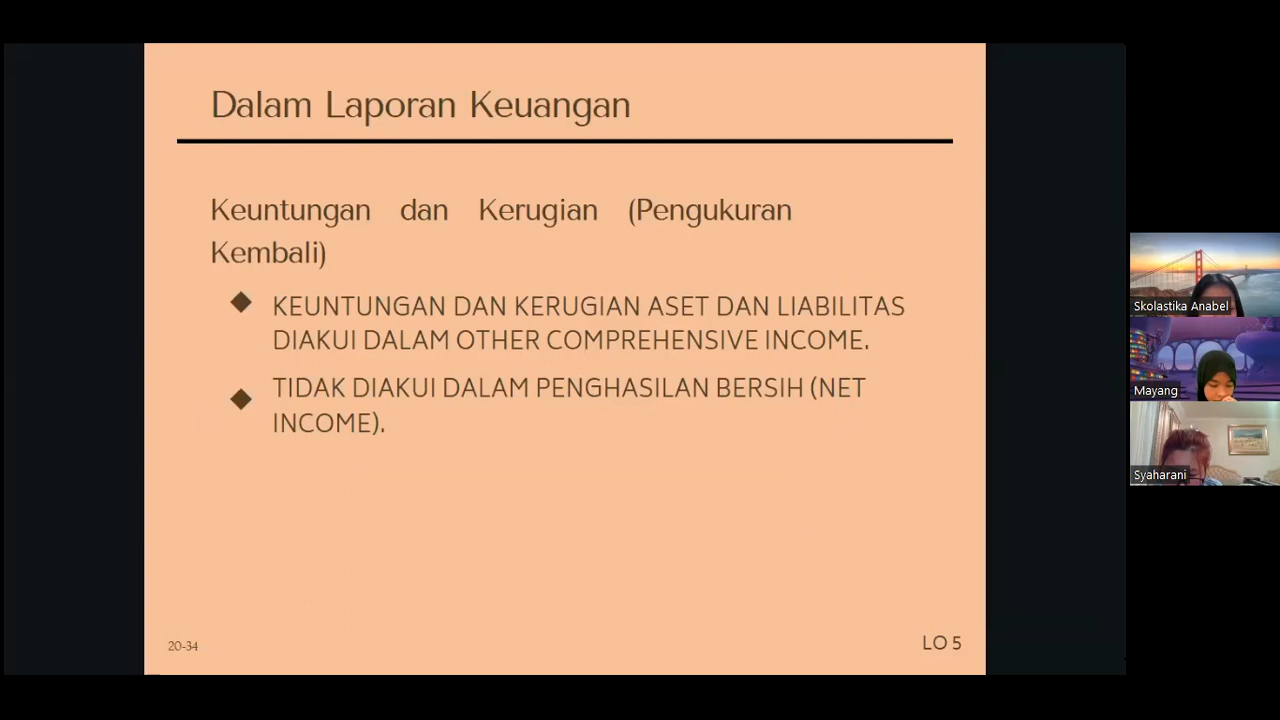 Dalam Laporan Keuangan
Keuntungan dan Kerugian (Pengukuran
Kembali)
KEUNTUNGAN DAN KERUGIAN ASET DAN LIABILITAS
DIAKUI DALAM OTHER COMPREHENSIVE INCOME.
TIDAK DIAKUI DALAM PENGHASILAN BERSIH (NET
INCOME).
20-34
LO 5
Skolastika Anabel
Mayang
Syaharani